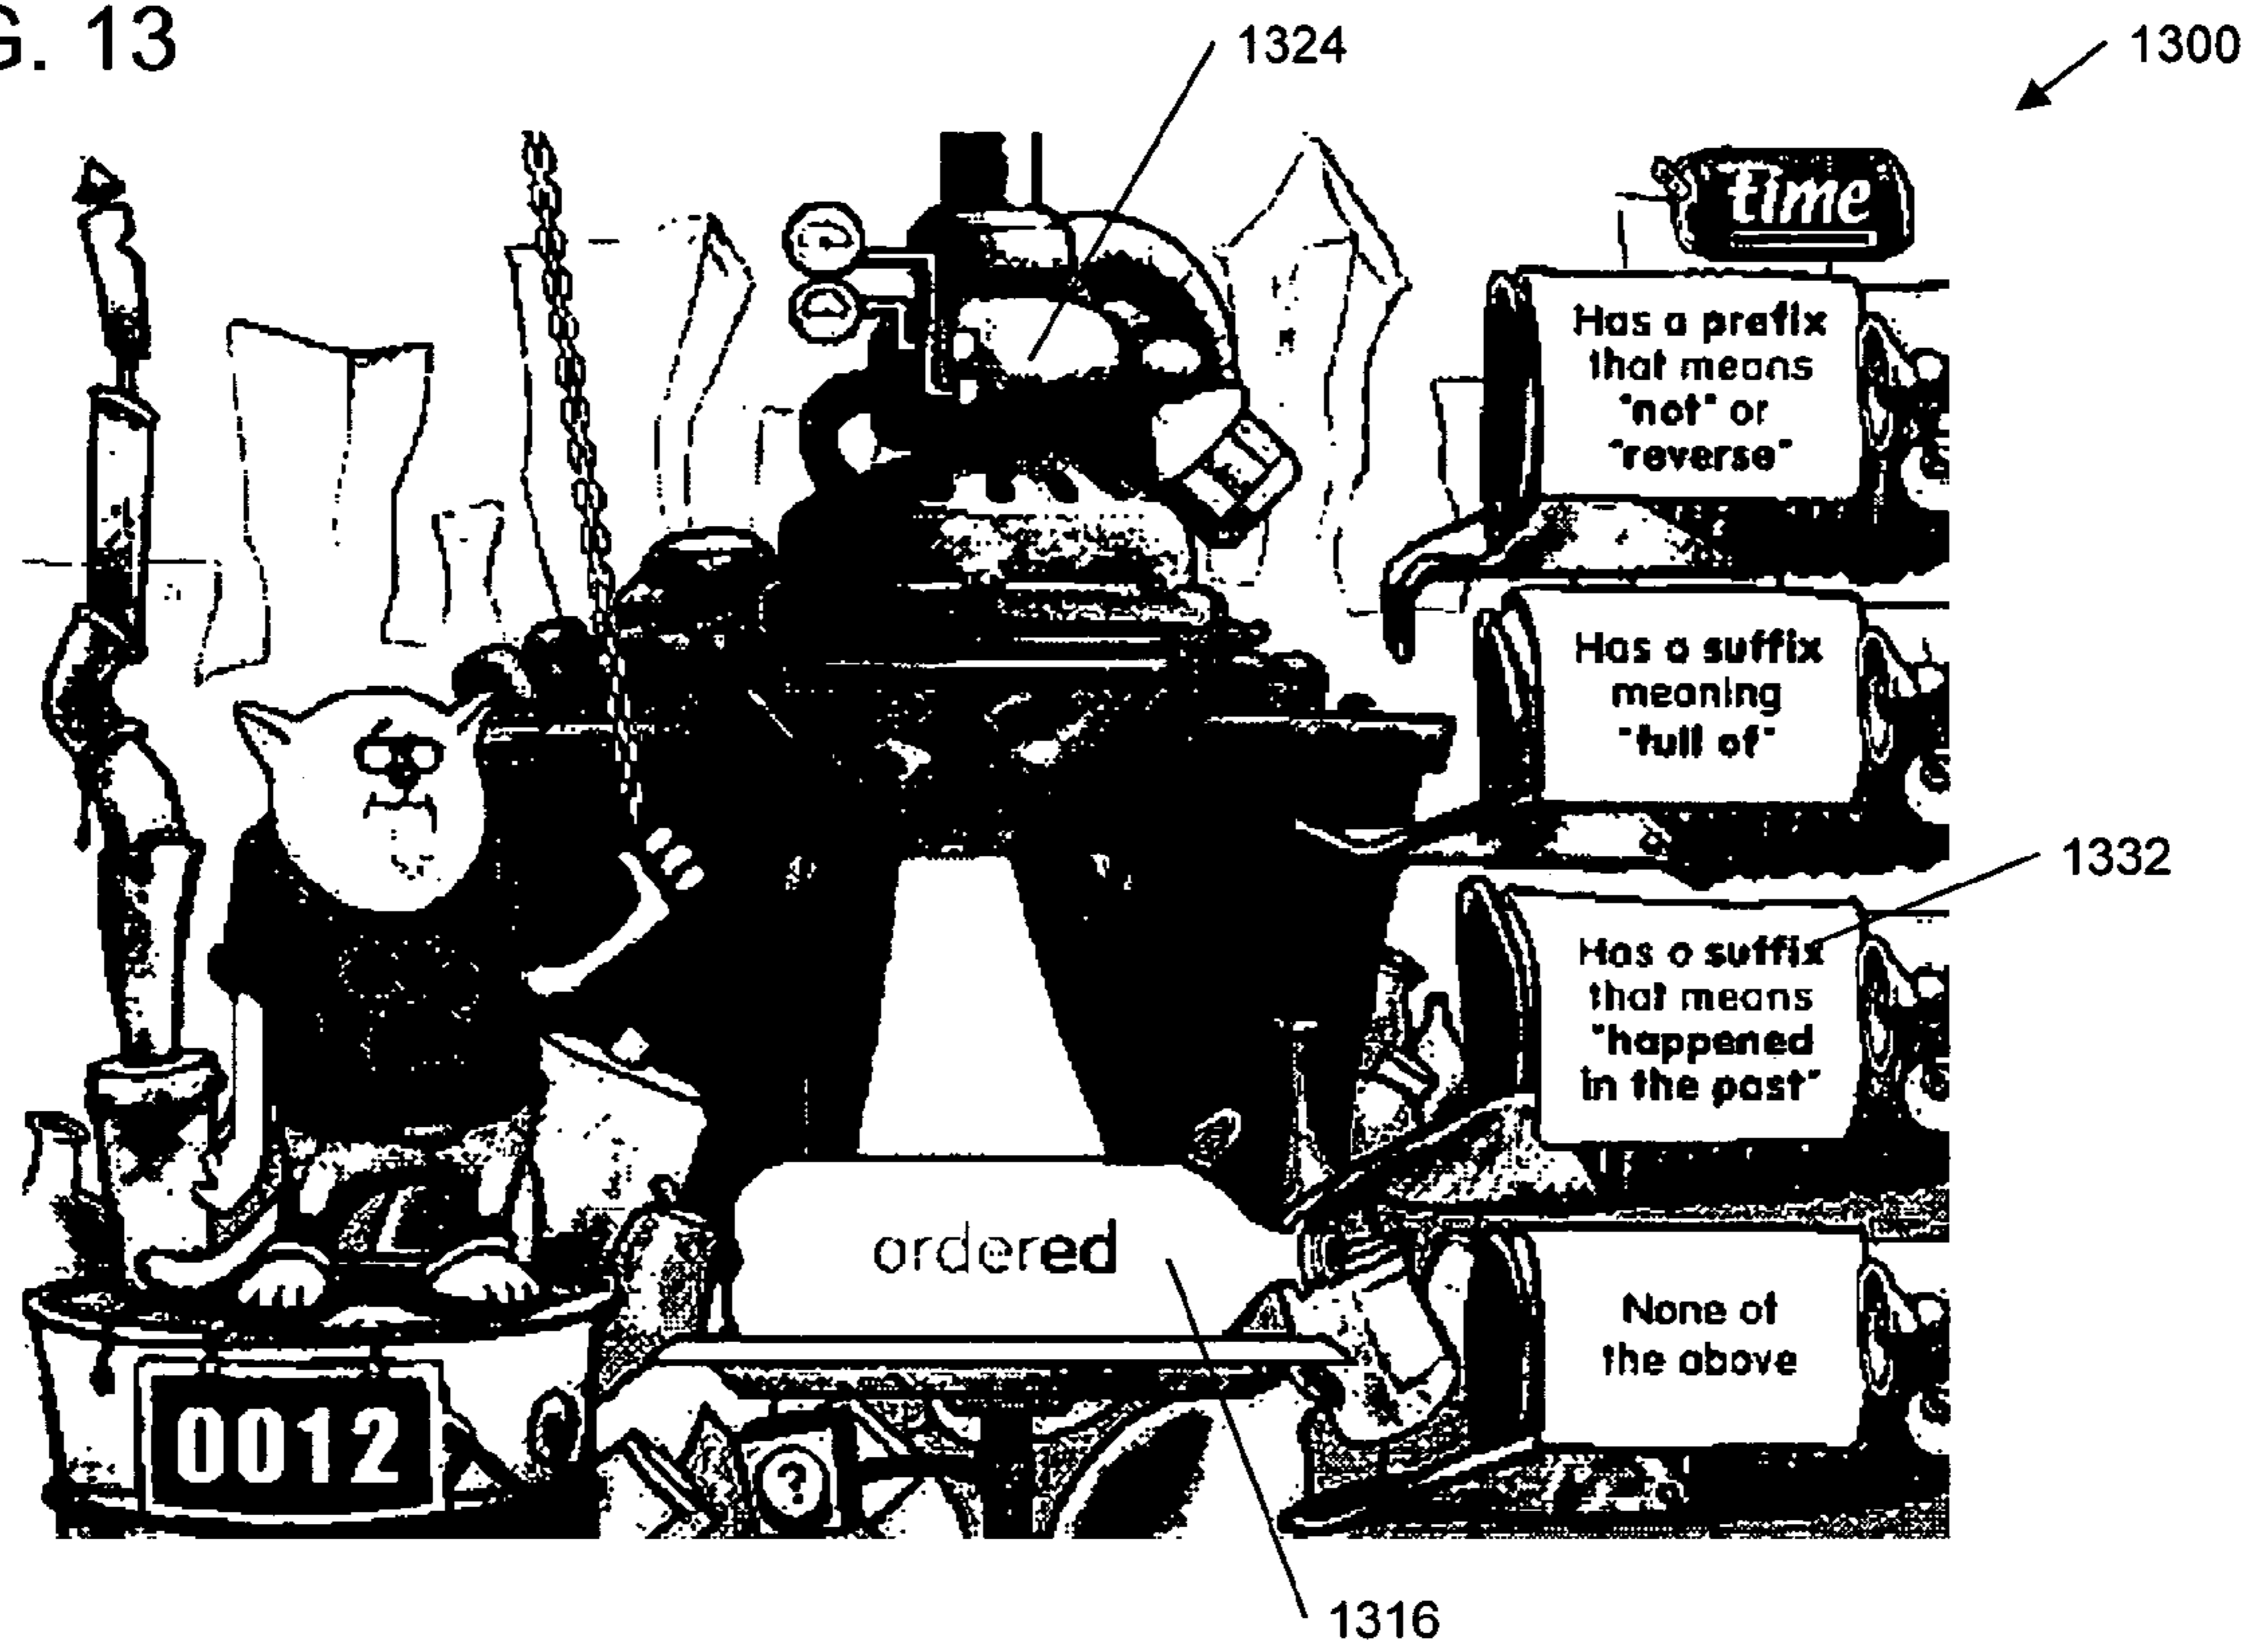 G. 13
1324
1300
time
Has a prefix
that means
"not" or
"reverse"
Has a suffix
meaning
"full of"
1332
Has a suffix
that means
"happened
in the past"
ordered
None of
the above
0012
?
1316